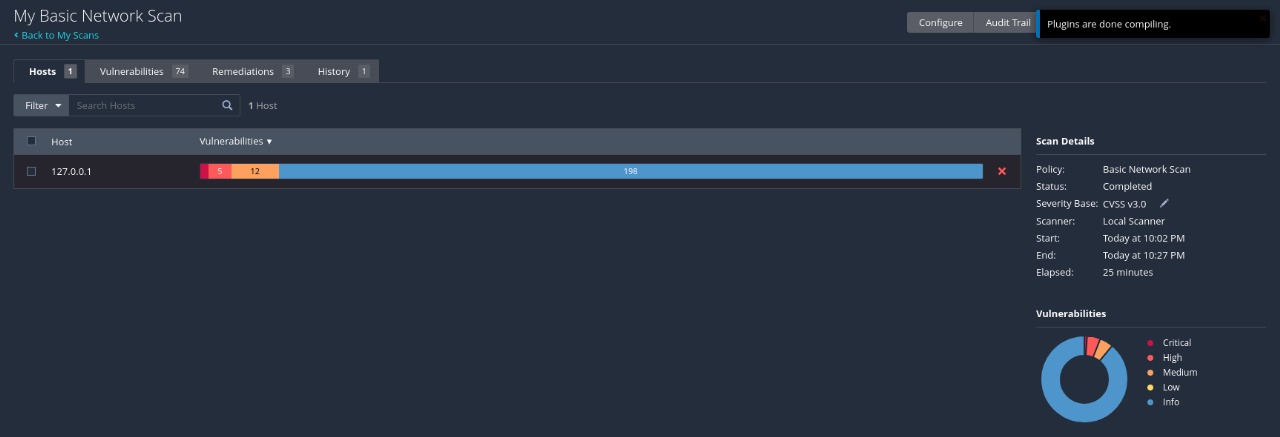 My Basic Network Scan
Back to My Scans
Configure Audit Trail
Plugins are done compiling.
Hosts 1 Vulnerabilities 74 Remediations 3 History 1
Filter Search Hosts 1 Host
Host Vulnerabilities
127.0.0.1 5 12 198
Scan Details
Policy: Basic Network Scan
Status: Completed
Severity Base: CVSS v3.0
Scanner: Local Scanner
Start: Today at 10:02 PM
End: Today at 10:27 PM
Elapsed: 25 minutes
Vulnerabilities
Critical
High
Medium
Low
Info